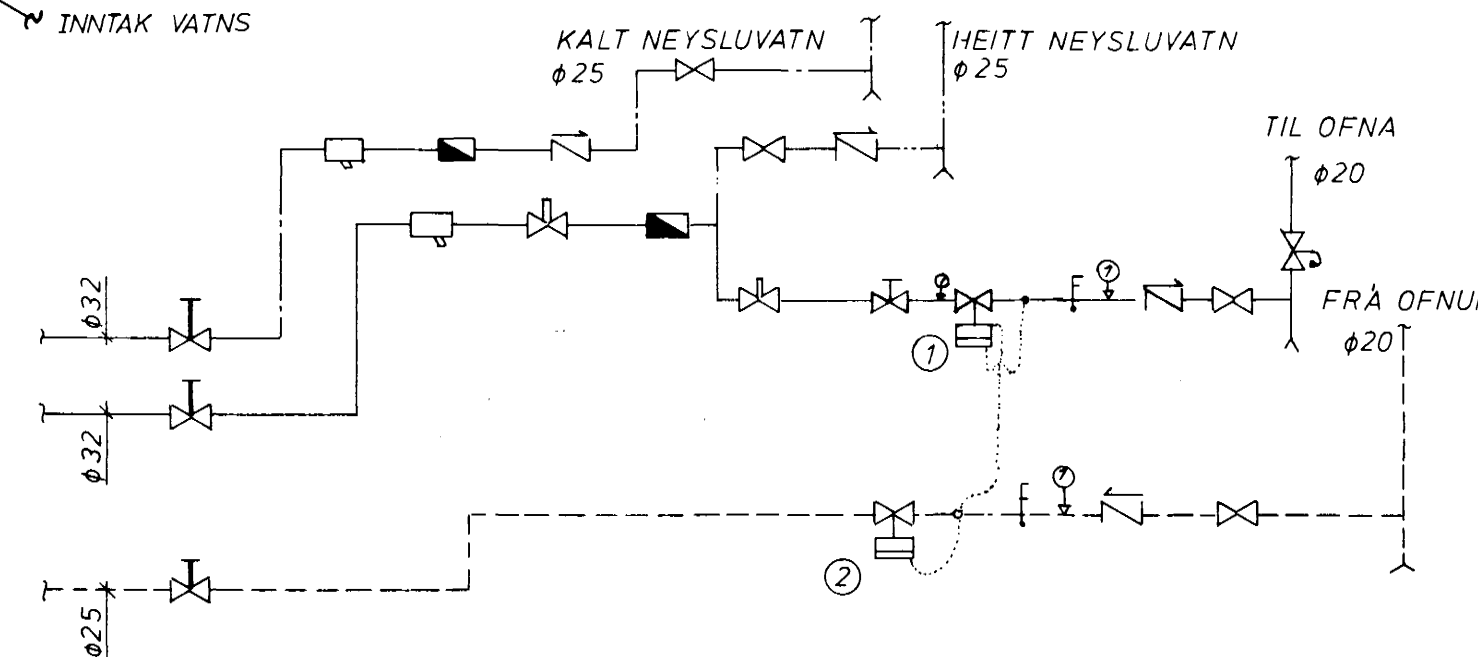 INNTAK VATNS
KALT NEYSLUVATN
φ25
HEITT NEYSLUVATN
φ25
TIL OFNA
φ20
φ32
FRÁ OFNU
φ20
1
φ32
2
φ25